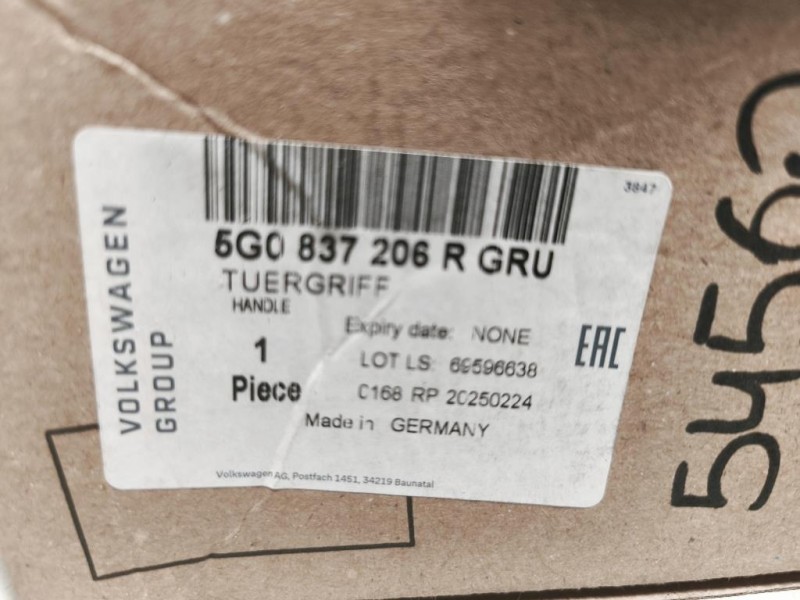 3847
5G0 837 206 R GRU
TUERGRIFF
HANDLE
1
Piece
Expiry date: NONE
LOT LS: 69596638
C168 RP 20250224
Made in GERMANY
EAC
VOLKSWAGEN
GROUP
Volkswagen AG, Postfach 1451, 34219 Baunatal